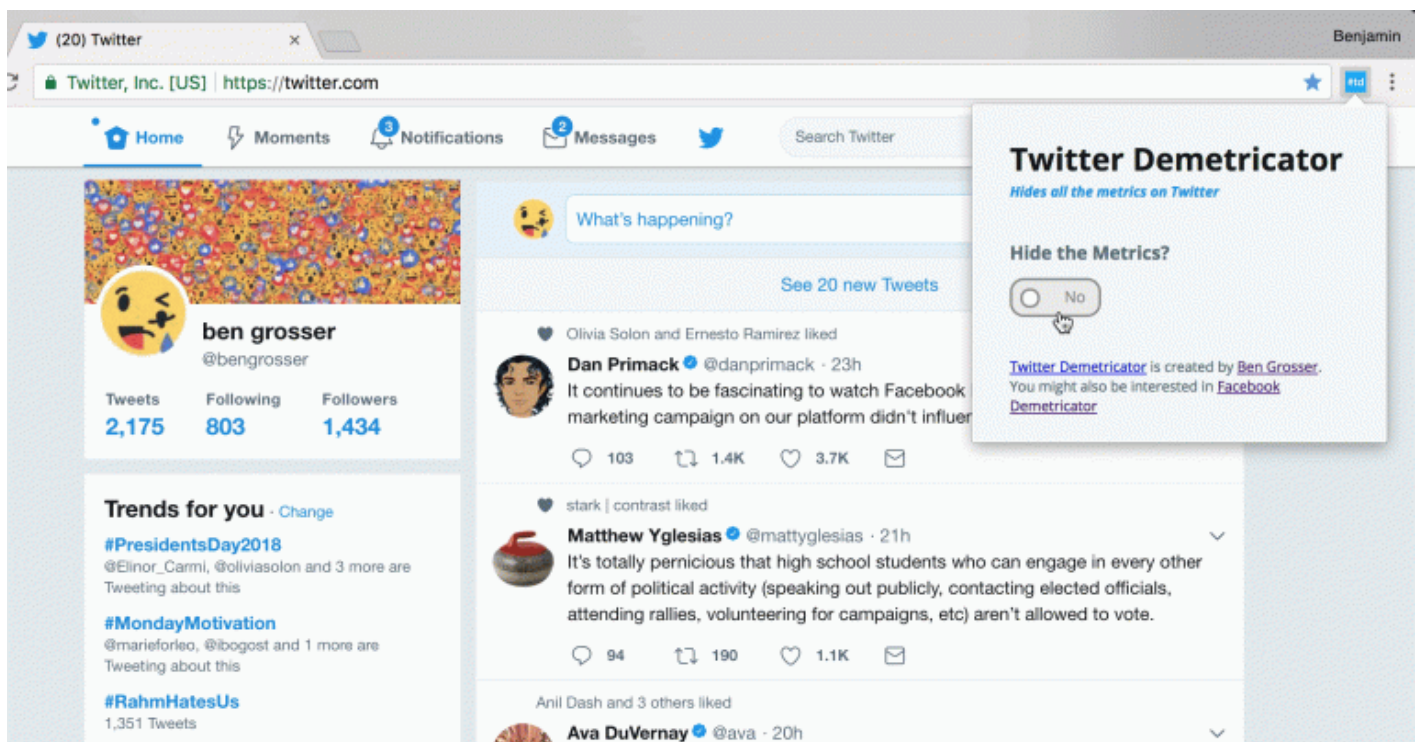 (20) Twitter
Benjamin
Twitter, Inc. [US] https://twitter.com
#td
Home
Moments
3
Notifications
2
Messages
Search Twitter
Twitter Demetricator
Hides all the metrics on Twitter
Hide the Metrics?
No
Twitter Demetricator is created by Ben Grosser.
You might also be interested in Facebook
Demetricator
ben grosser
@bengrosser
Tweets Following Followers
2,175 803 1,434
Trends for you · Change
#PresidentsDay2018
@Elinor_Carmi, @oliviasolon and 3 more are
Tweeting about this
#MondayMotivation
@marieforleo, @ibogost and 1 more are
Tweeting about this
#RahmHatesUs
1,351 Tweets
What's happening?
See 20 new Tweets
Olivia Solon and Ernesto Ramirez liked
Dan Primack @danprimack · 23h
It continues to be fascinating to watch Facebook
marketing campaign on our platform didn't influen
103 1.4K 3.7K
stark | contrast liked
Matthew Yglesias @mattyglesias · 21h
It's totally pernicious that high school students who can engage in every other
form of political activity (speaking out publicly, contacting elected officials,
attending rallies, volunteering for campaigns, etc) aren't allowed to vote.
94 190 1.1K
Anil Dash and 3 others liked
Ava DuVernay @ava · 20h